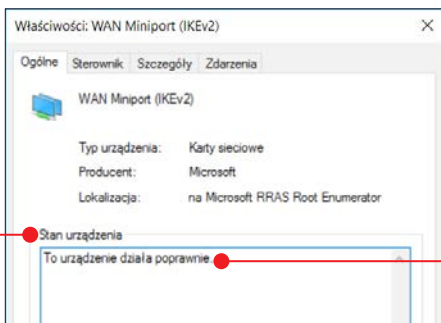 Właściwości: WAN Miniport (IKEv2)
Ogólne Sterownik Szczegóły Zdarzenia
WAN Miniport (IKEv2)
Typ urządzenia: Karty sieciowe
Producent: Microsoft
Lokalizacja: na Microsoft RRAS Root Enumerator
Stan urządzenia
To urządzenie działa poprawnie.